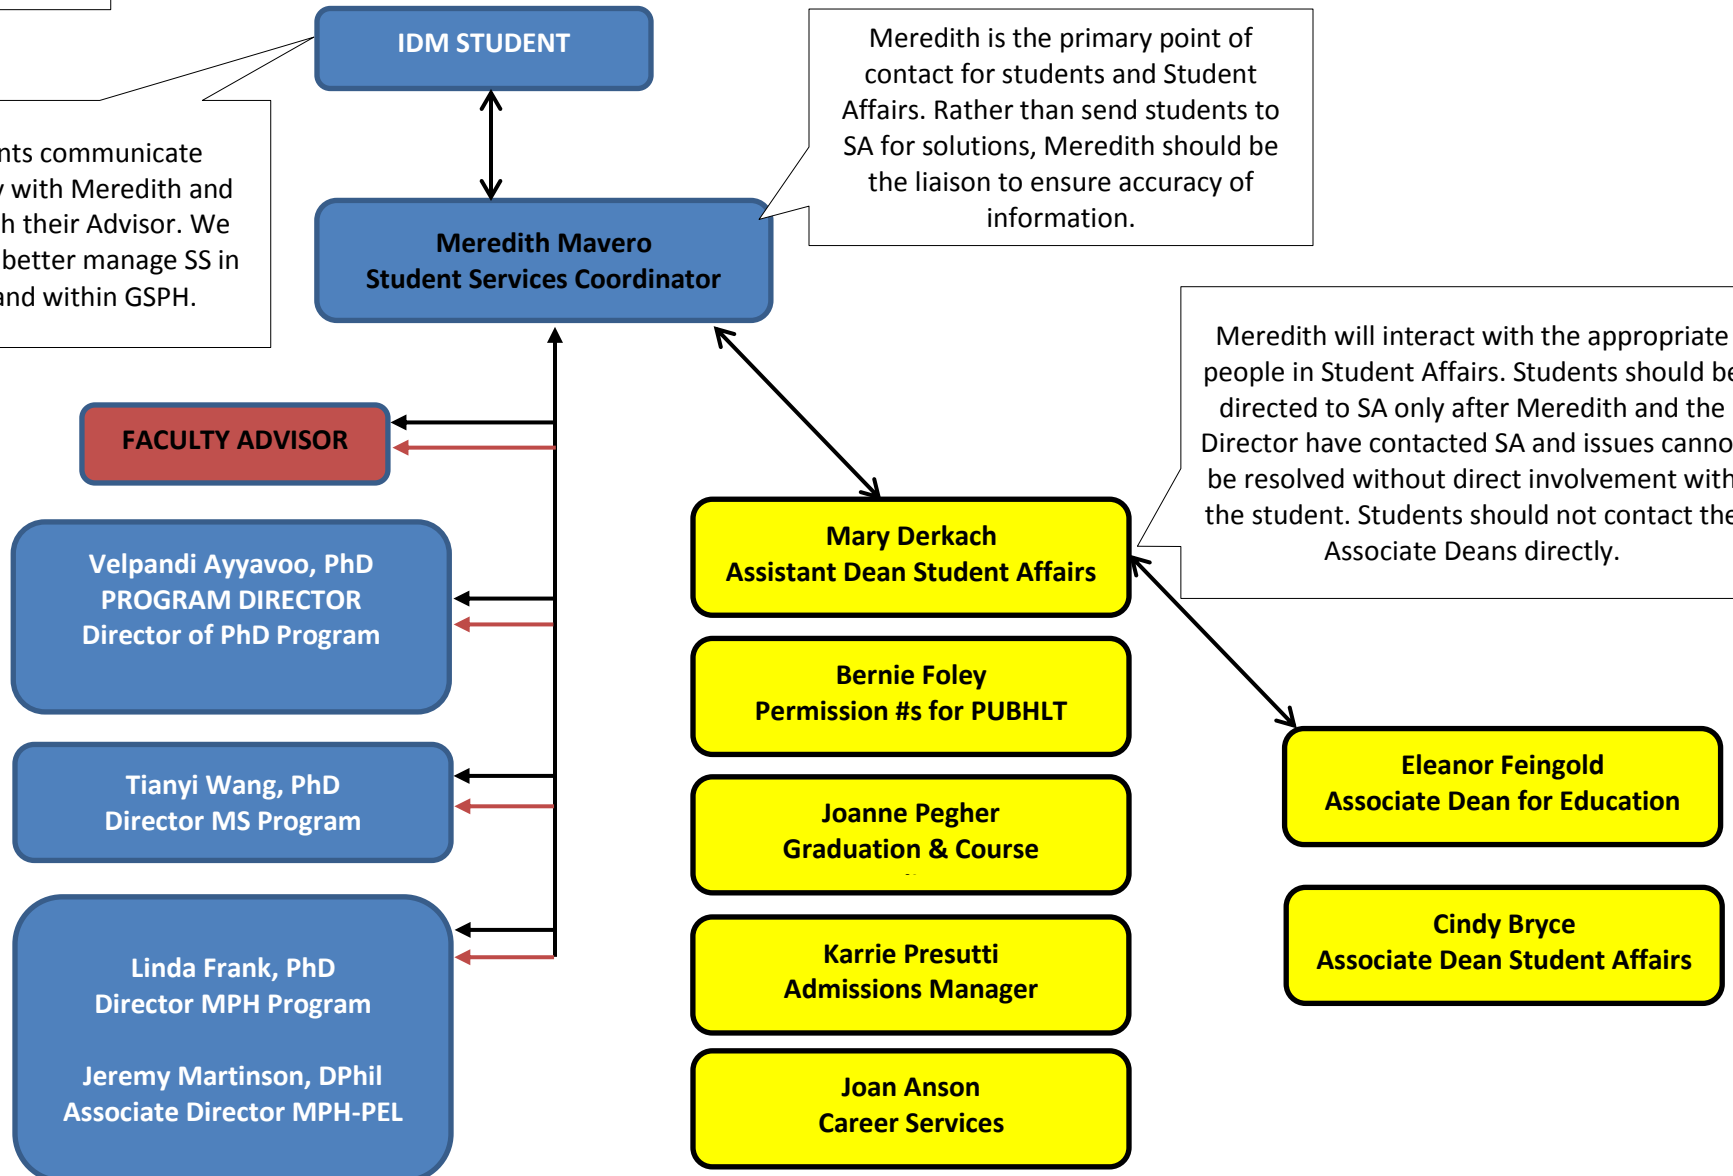 IDM STUDENT
Meredith is the primary point of
contact for students and Student
Affairs. Rather than send students to
SA for solutions, Meredith should be
the liaison to ensure accuracy of
information.
communicate
with Meredith and
their Advisor. We
better manage SS in
and within GSPH.
Meredith Mavero
Student Services Coordinator
Meredith will interact with the appropriate
people in Student Affairs. Students should be
directed to SA only after Meredith and the
Director have contacted SA and issues cannot
be resolved without direct involvement with
the student. Students should not contact the
Associate Deans directly.
FACULTY ADVISOR
Velpandi Ayyavoo, PhD
PROGRAM DIRECTOR
Director of PhD Program
Tianyi Wang, PhD
Director MS Program
Linda Frank, PhD
Director MPH Program
Jeremy Martinson, DPhil
Associate Director MPH-PEL
Mary Derkach
Assistant Dean Student Affairs
Bernie Foley
Permission #s for PUBHLT
Joanne Pegher
Graduation & Course
Karrie Presutti
Admissions Manager
Joan Anson
Career Services
Eleanor Feingold
Associate Dean for Education
Cindy Bryce
Associate Dean Student Affairs